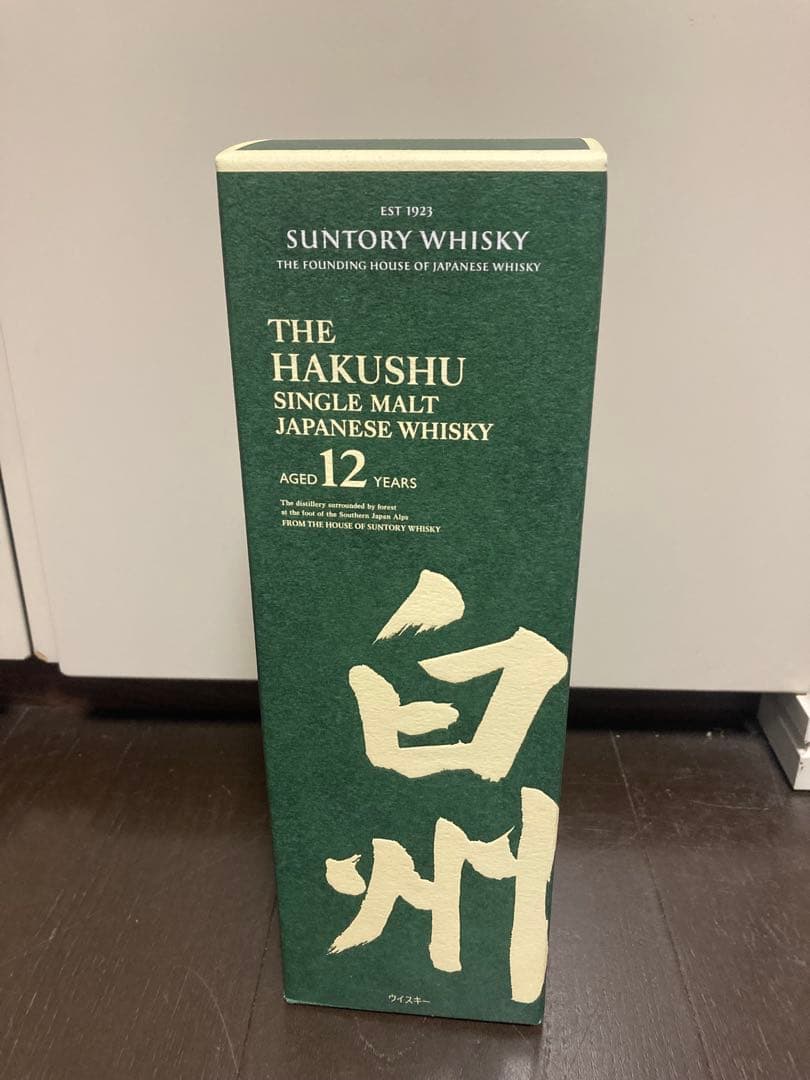 EST 1923
SUNTORY WHISKY
THE FOUNDING HOUSE OF JAPANESE WHISKY
THE
HAKUSHU
SINGLE MALT
JAPANESE WHISKY
AGED 12 YEARS
The distillery surrounded by forest
at the foot of the Southern Japan Alps
FROM THE HOUSE OF SUNTORY WHISKY
白
州
ウイスキー